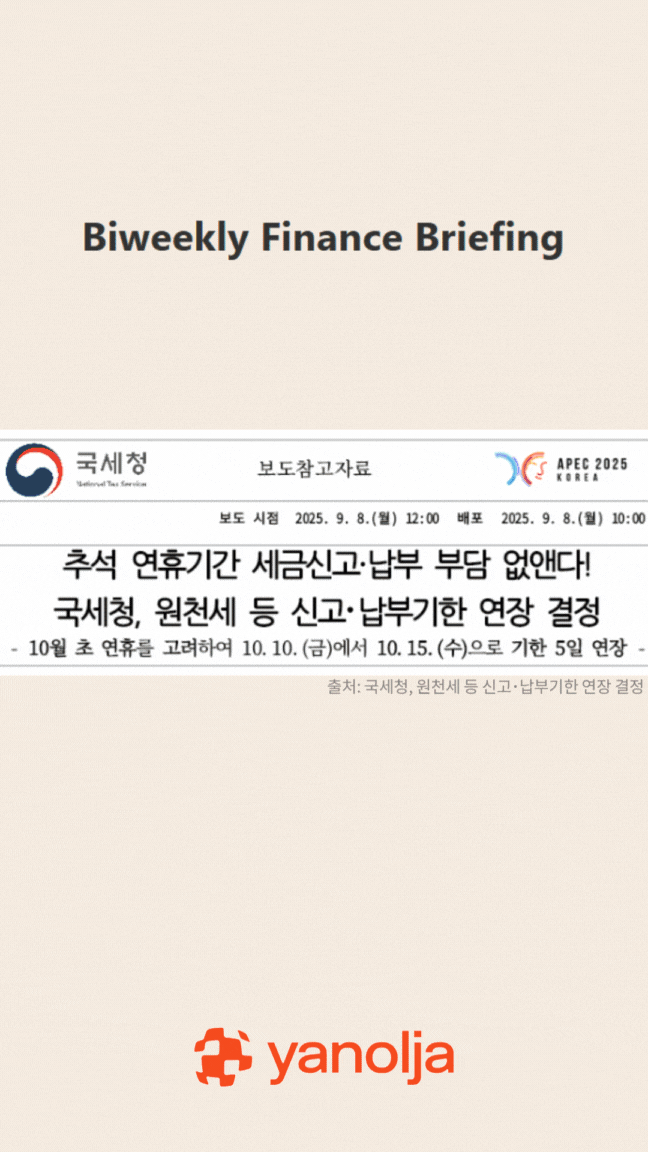 Biweekly Finance Briefing
국세청
National Tax Service
보도참고자료
APEC 2025
KOREA
보도 시점 2025. 9. 8.(월) 12:00 배포 2025. 9. 8.(월) 10:00
추석 연휴기간 세금신고·납부 부담 없앤다!
국세청, 원천세 등 신고·납부기한 연장 결정
- 10월 초 연휴를 고려하여 10. 10. (금)에서 10. 15. (수)으로 기한 5일 연장 -
출처: 국세청, 원천세 등 신고·납부기한 연장 결정
yanolja